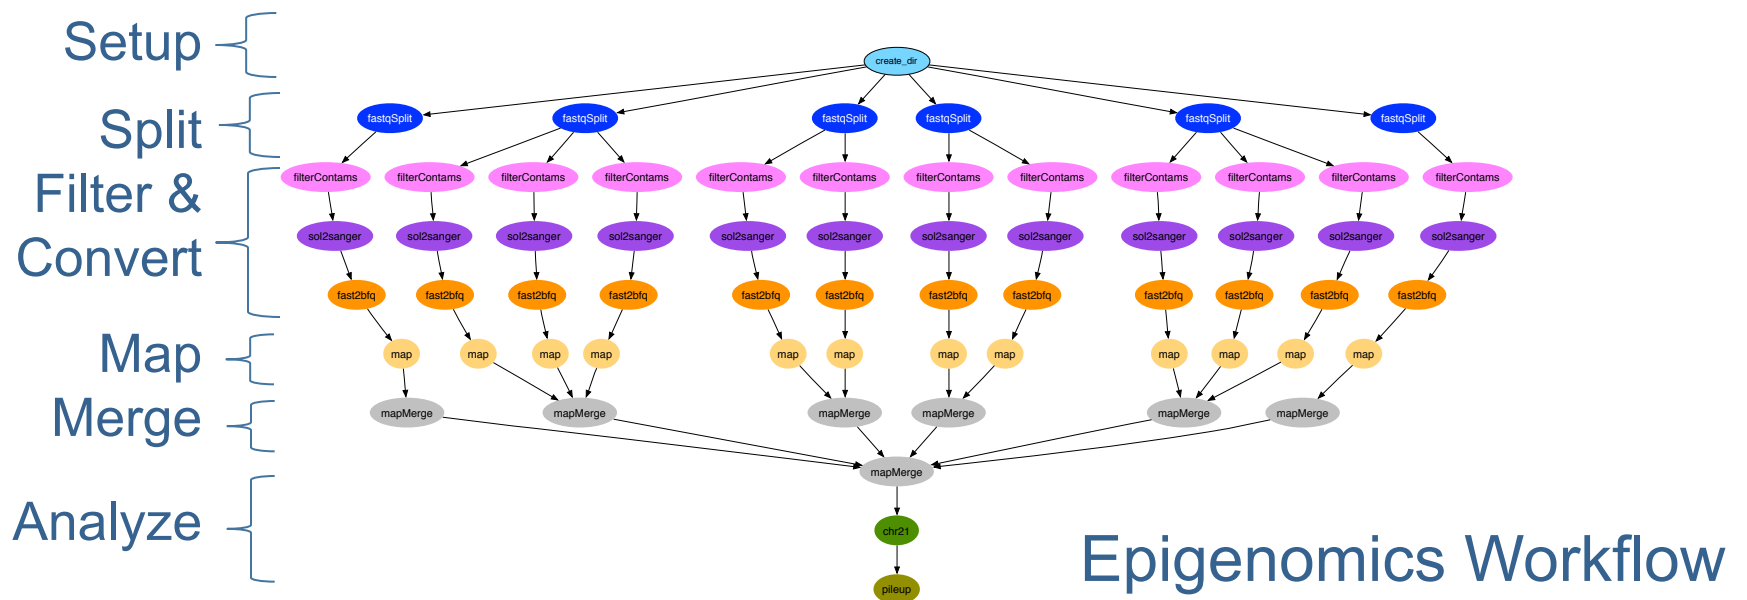 Setup
create_dir
Split
fastqSplit fastqSplit fastqSplit fastqSplit fastqSplit fastqSplit
Filter &
filterContams filterContams filterContams filterContams filterContams filterContams filterContams filterContams filterContams filterContams filterContams filterContams
Convert
sol2sanger sol2sanger sol2sanger sol2sanger sol2sanger sol2sanger sol2sanger sol2sanger sol2sanger sol2sanger sol2sanger sol2sanger
fast2bfq fast2bfq fast2bfq fast2bfq fast2bfq fast2bfq fast2bfq fast2bfq fast2bfq fast2bfq fast2bfq fast2bfq
Map
map map map map map map map map map map map map
Merge
mapMerge mapMerge mapMerge mapMerge mapMerge mapMerge
mapMerge
Analyze
chr21
pileup
Epigenomics Workflow